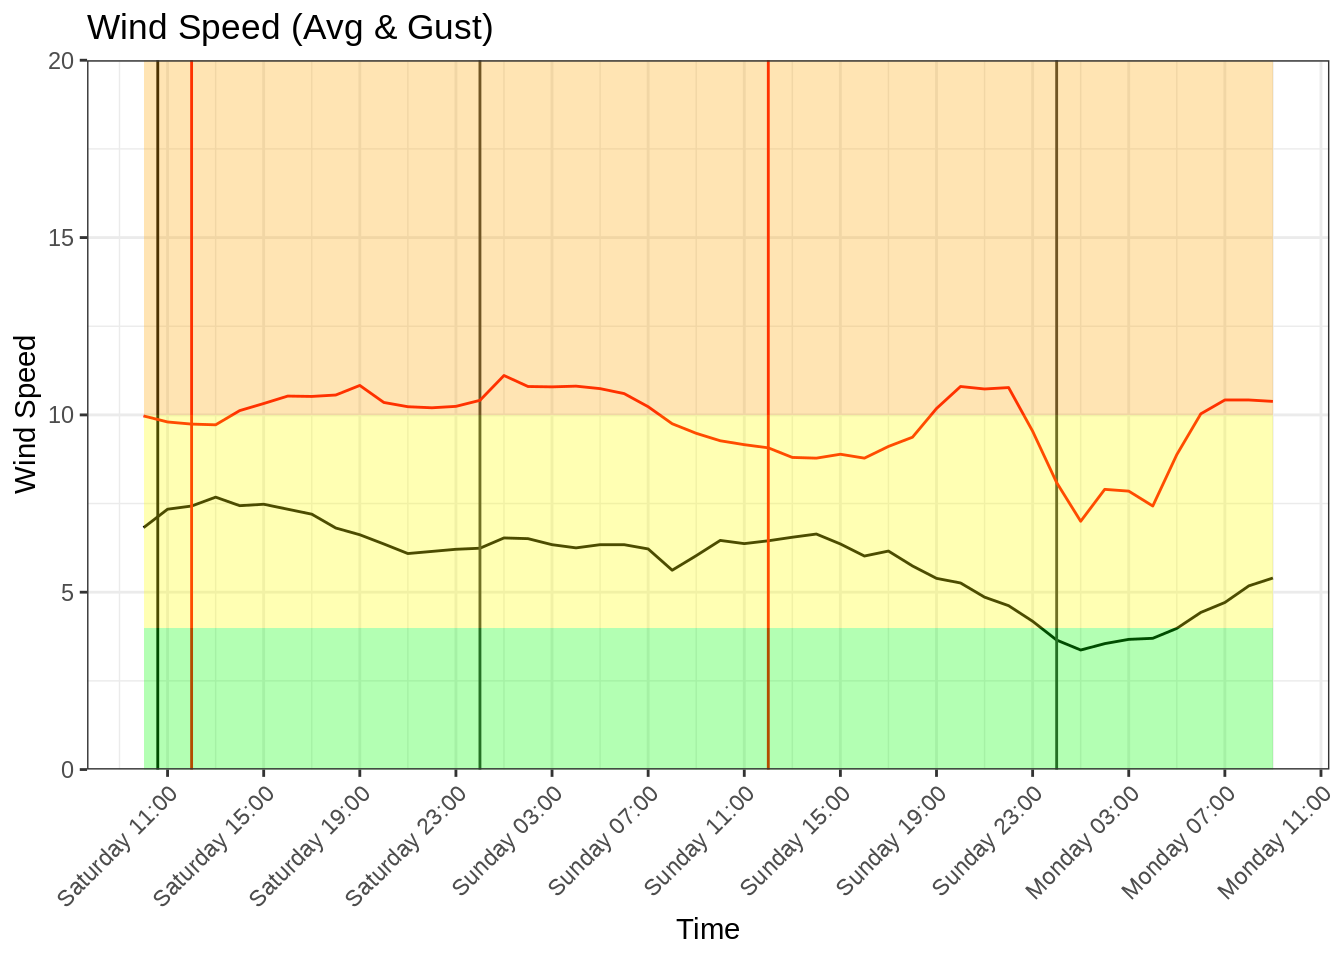 Wind Speed (Avg & Gust)
Wind Speed
20
15
10
5
0
Saturday 11:00
Saturday 15:00
Saturday 19:00
Saturday 23:00
Sunday 03:00
Sunday 07:00
Sunday 11:00
Sunday 15:00
Sunday 19:00
Sunday 23:00
Monday 03:00
Monday 07:00
Monday 11:00
Time